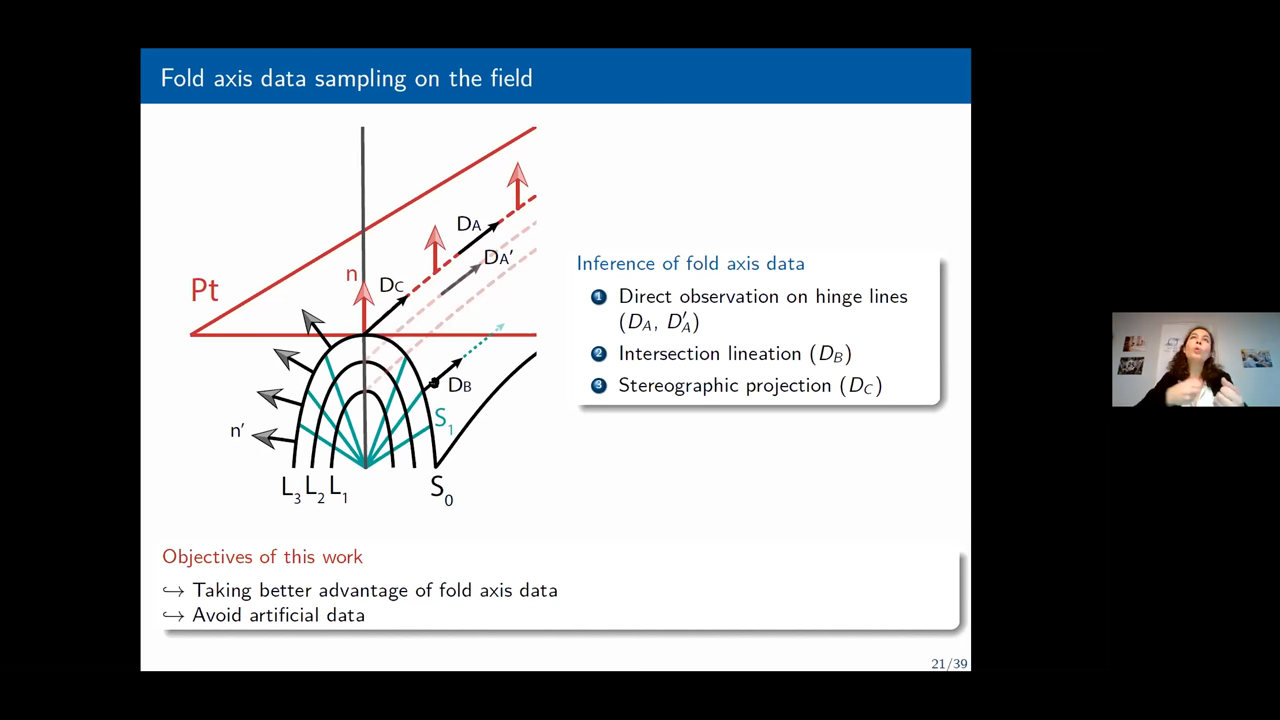 Fold axis data sampling on the field
Pt
n
D_C
D_A
D_A'
D_B
n'
S_1
L_3 L_2 L_1
S_0
Inference of fold axis data
1 Direct observation on hinge lines
(D_A, D'_A)
2 Intersection lineation (D_B)
3 Stereographic projection (D_C)
Objectives of this work
↪ Taking better advantage of fold axis data
↪ Avoid artificial data
21/39